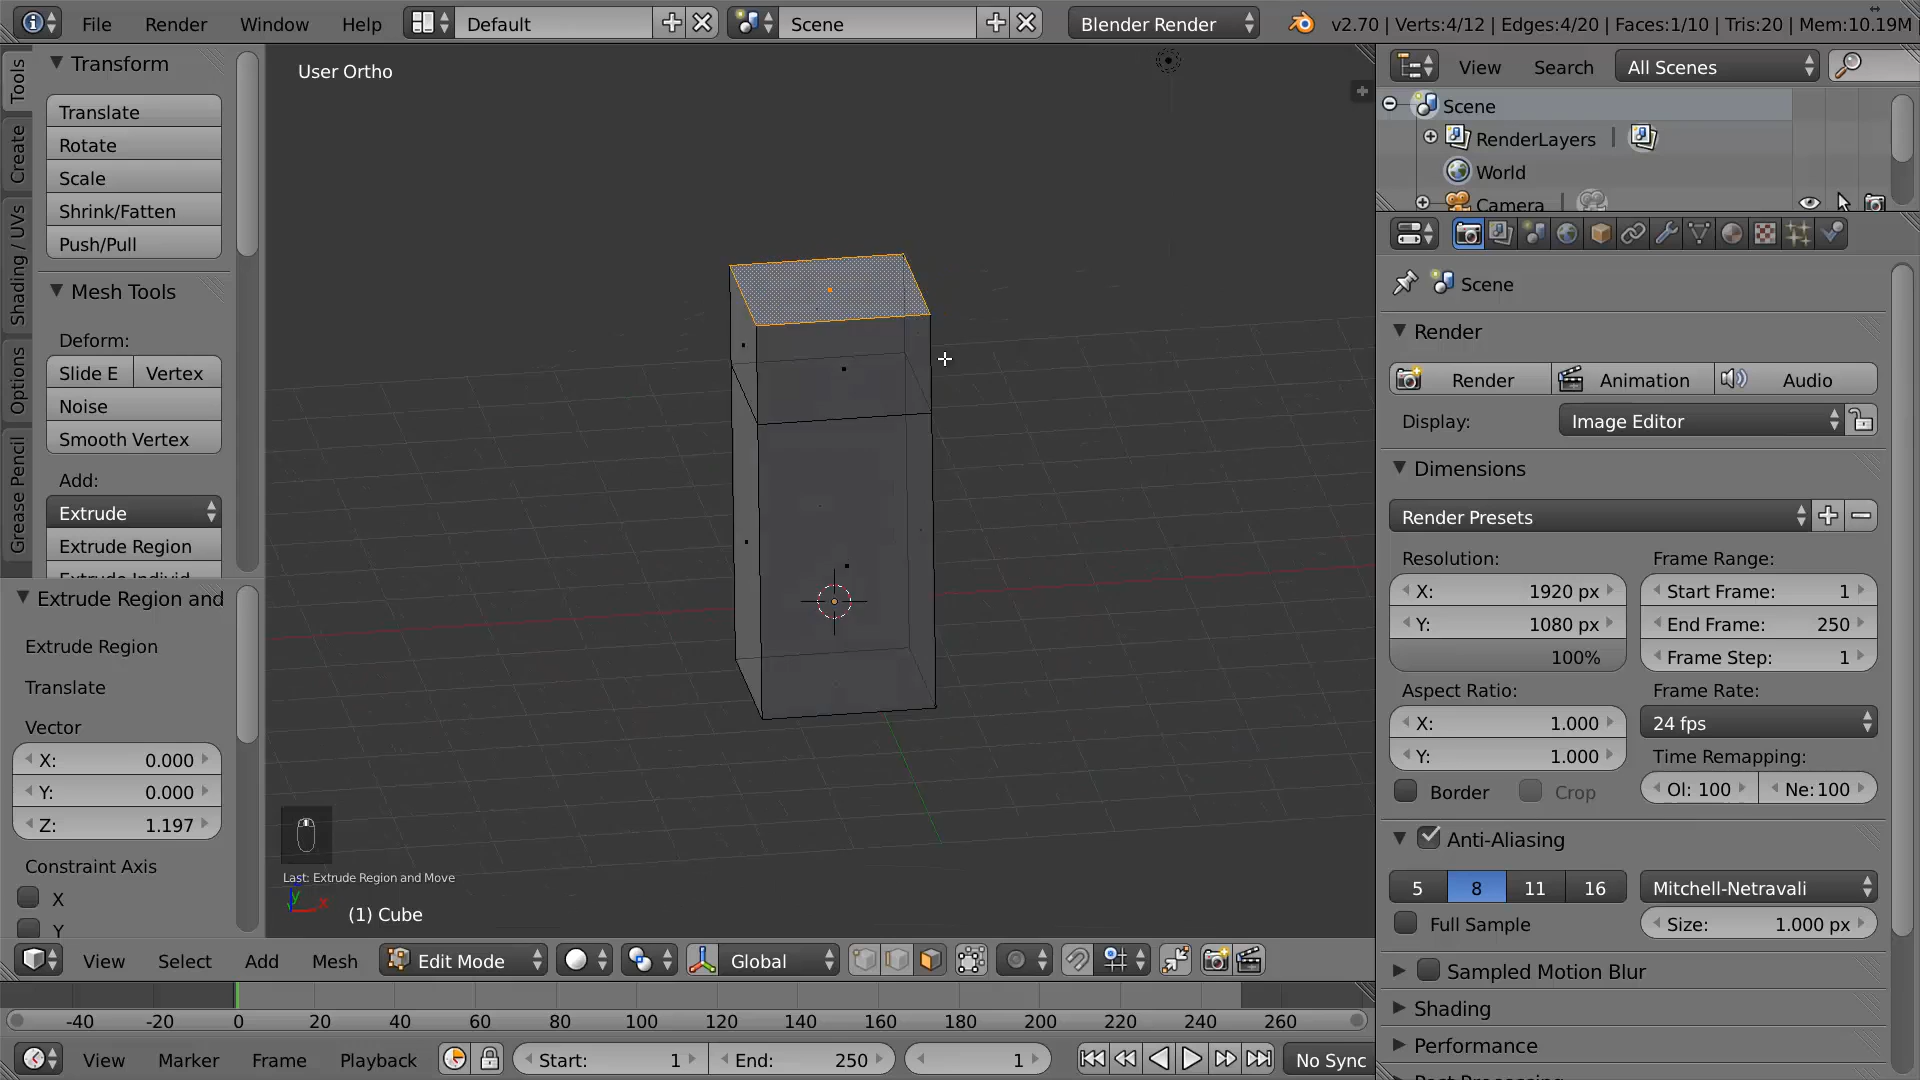 File Render Window Help Default Scene Blender Render v2.70 | Verts:4/12 | Edges:4/20 | Faces:1/10 | Tris:20 | Mem:10.19M
Tools
Create
Shading / UVs
Options
Grease Pencil
Transform
Translate
Rotate
Scale
Shrink/Fatten
Push/Pull
Mesh Tools
Deform:
Slide E Vertex
Noise
Smooth Vertex
Add:
Extrude
Extrude Region
Extrude Individ
Extrude Region and
Extrude Region
Translate
Vector
X: 0.000
Y: 0.000
Z: 1.197
Constraint Axis
X
Y
User Ortho
Last: Extrude Region and Move
y x
(1) Cube
View Select Add Mesh Edit Mode Global
-40 -20 0 20 40 60 80 100 120 140 160 180 200 220 240 260
View Marker Frame Playback Start: 1 End: 250 1 No Sync
View Search All Scenes
Scene
RenderLayers
World
Camera
Scene
Render
Render Animation Audio
Display: Image Editor
Dimensions
Render Presets
Resolution: Frame Range:
X: 1920 px Start Frame: 1
Y: 1080 px End Frame: 250
100% Frame Step: 1
Aspect Ratio: Frame Rate:
X: 1.000 24 fps
Y: 1.000 Time Remapping:
Border Crop Ol: 100 Ne:100
Anti-Aliasing
5 8 11 16 Mitchell-Netravali
Full Sample Size: 1.000 px
Sampled Motion Blur
Shading
Performance